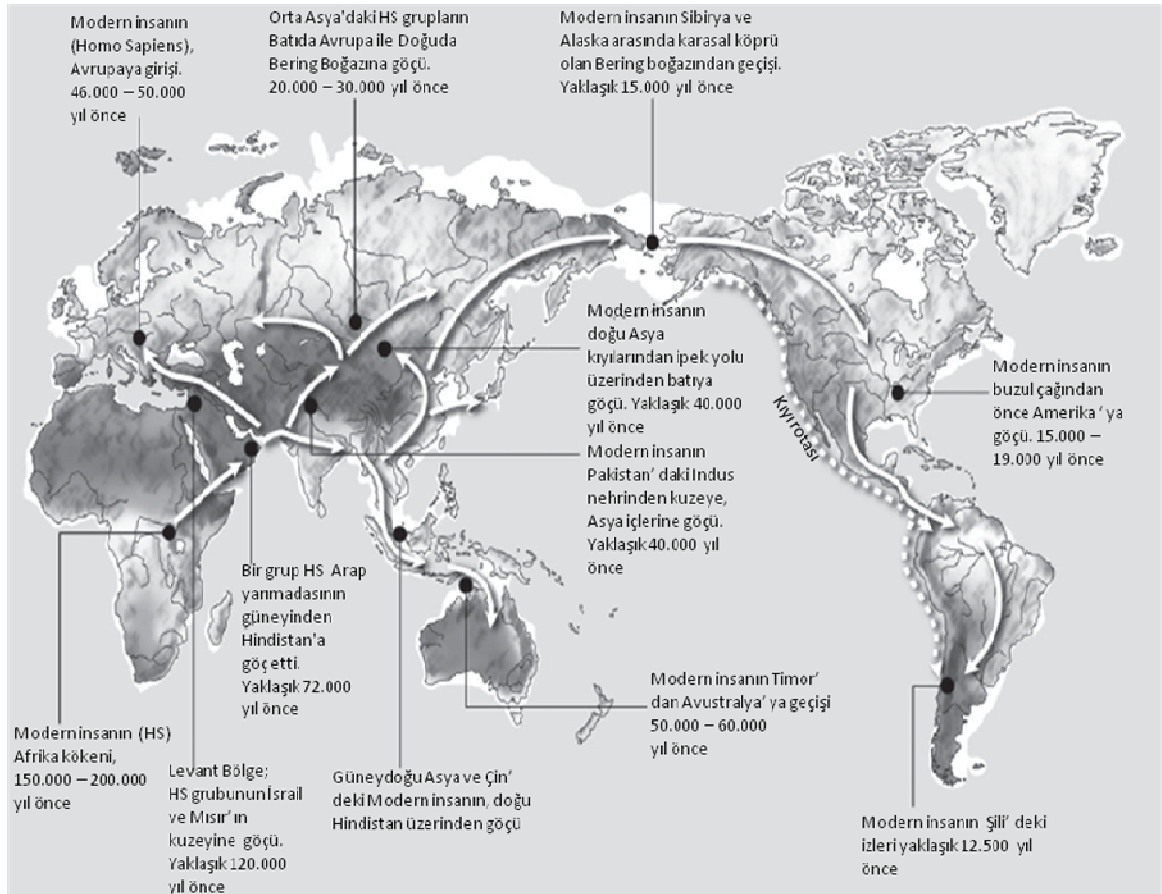 Modern insanın
(Homo Sapiens),
Avrupaya girişi.
46.000 – 50.000
yıl önce
Orta Asya'daki HS grupların
Batıda Avrupa ile Doğuda
Bering Boğazına göçü.
20.000 – 30.000 yıl önce
Modern insanın Sibirya ve
Alaska arasında karasal köprü
olan Bering boğazından geçişi.
Yaklaşık 15.000 yıl önce
Modern insanın
doğu Asya
kıyılarından ipek yolu
üzerinden batıya
göçü. Yaklaşık 40.000
yıl önce
Modern insanın
buzul çağından
önce Amerika ' ya
göçü. 15.000 –
19.000 yıl önce
Kıyı rotası
Modern insanın
Pakistan' daki Indus
nehrinden kuzeye,
Asya içlerine göçü.
Yaklaşık 40.000 yıl
önce
Bir grup HS Arap
yarımadasının
güneyinden
Hindistan'a
göç etti.
Yaklaşık 72.000
yıl önce
Modern insanın Timor'
dan Avustralya' ya geçişi
50.000 – 60.000
yıl önce
Modern insanın (HS)
Afrika kökeni,
150.000 – 200.000
yıl önce
Levant Bölge;
HS grubunun İsrail
ve Mısır' ın
kuzeyine göçü.
Yaklaşık 120.000
yıl önce
Güneydoğu Asya ve Çin'
deki Modern insanın, doğu
Hindistan üzerinden göçü
Modern insanın Şili' deki
izleri yaklaşık 12.500 yıl
önce